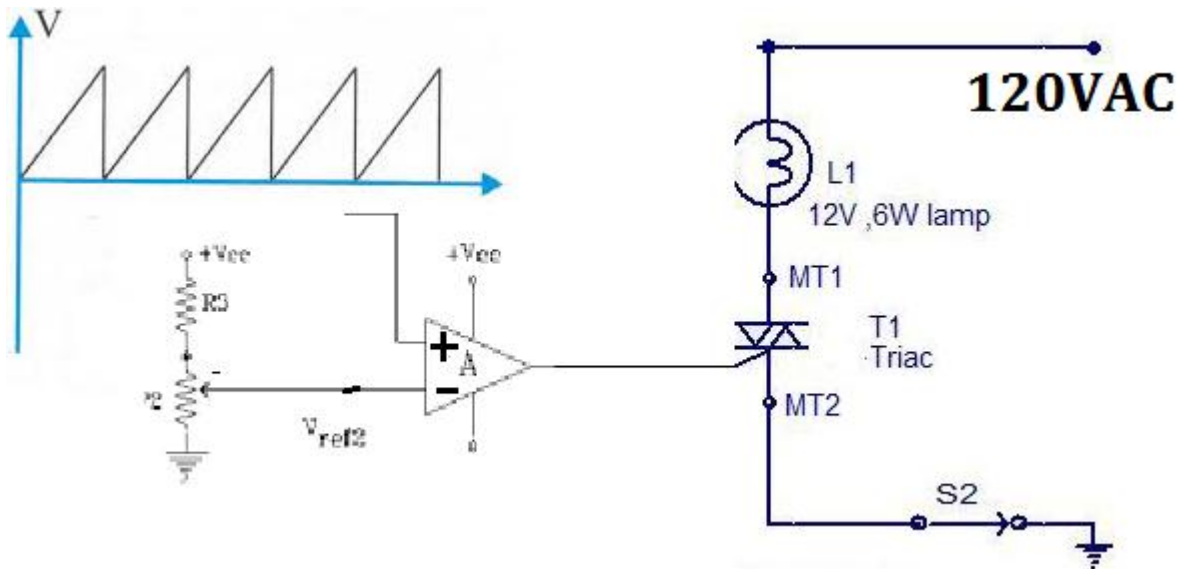 V
120VAC
L1
12V ,6W lamp
+Vcc
+Vcc
MT1
R3
T1
Triac
+
A
-
-
MT2
V ref2
S2